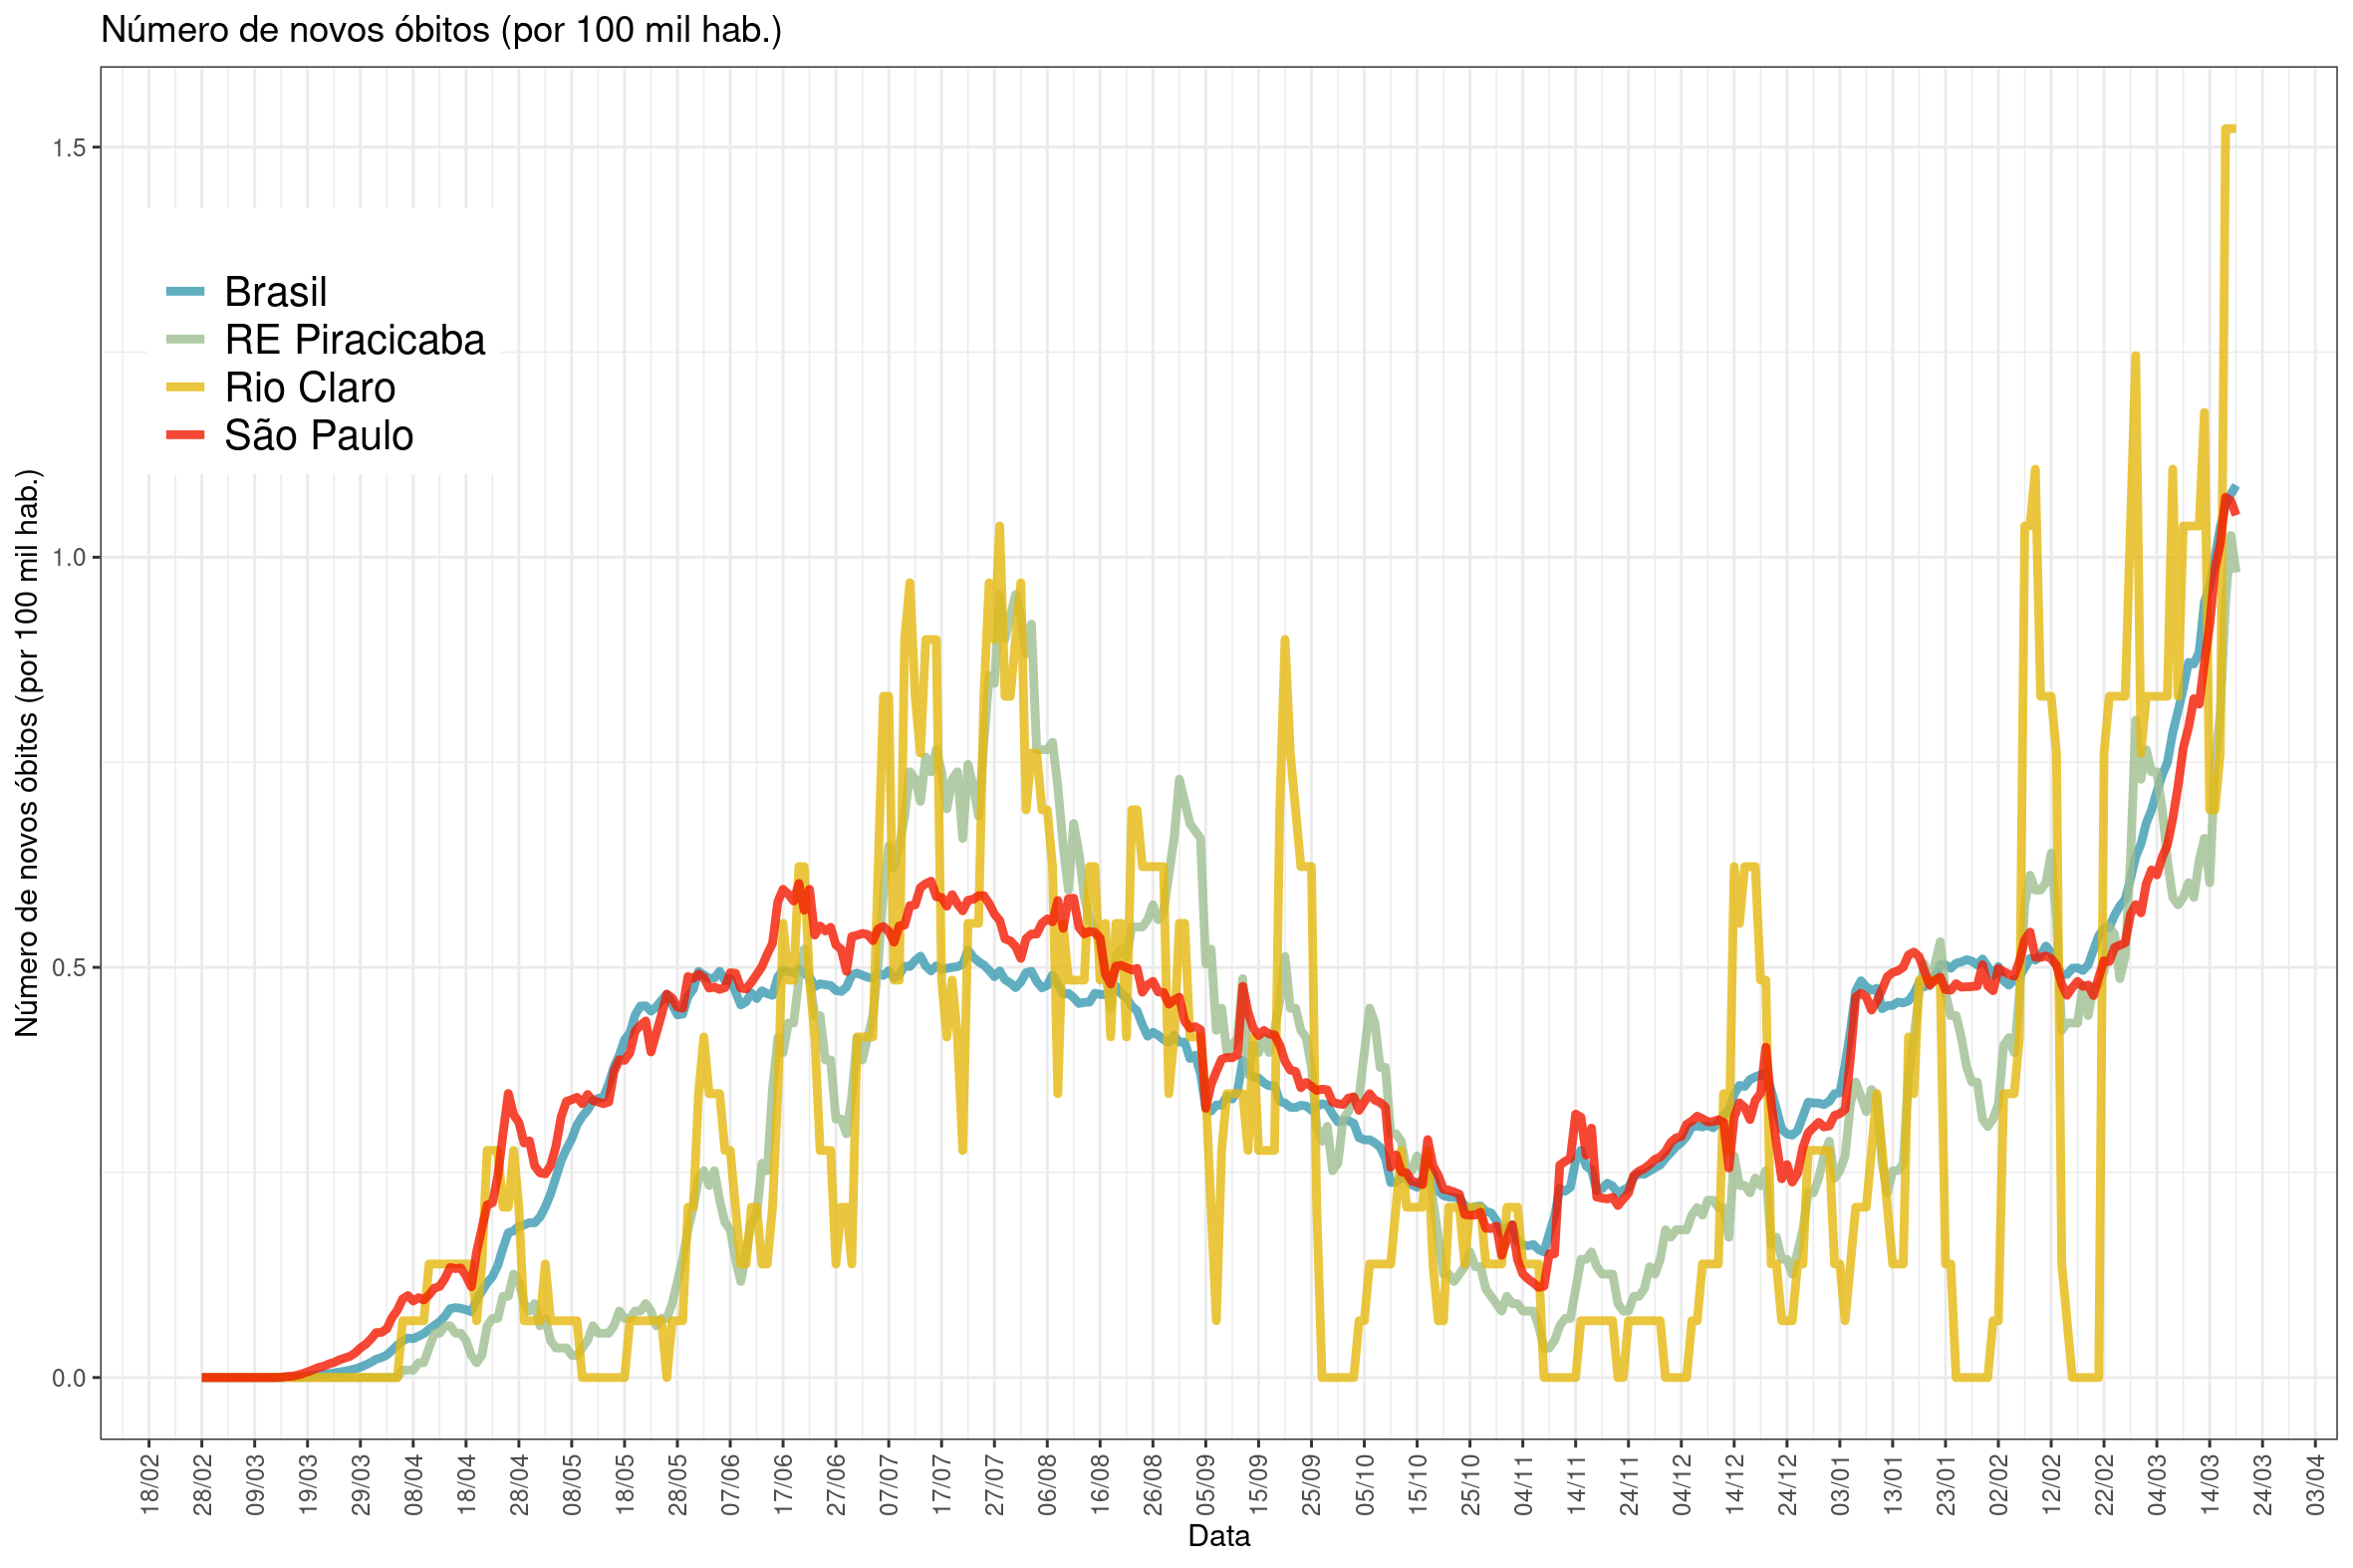 Número de novos óbitos (por 100 mil hab.)
Número de novos óbitos (por 100 mil hab.)
1.5
1.0
0.5
0.0
Brasil
RE Piracicaba
Rio Claro
São Paulo
18/02 28/02 09/03 19/03 29/03 08/04 18/04 28/04 08/05 18/05 28/05 07/06 17/06 27/06 07/07 17/07 27/07 06/08 16/08 26/08 05/09 15/09 25/09 05/10 15/10 25/10 04/11 14/11 24/11 04/12 14/12 24/12 03/01 13/01 23/01 02/02 12/02 22/02 04/03 14/03 24/03 03/04
Data